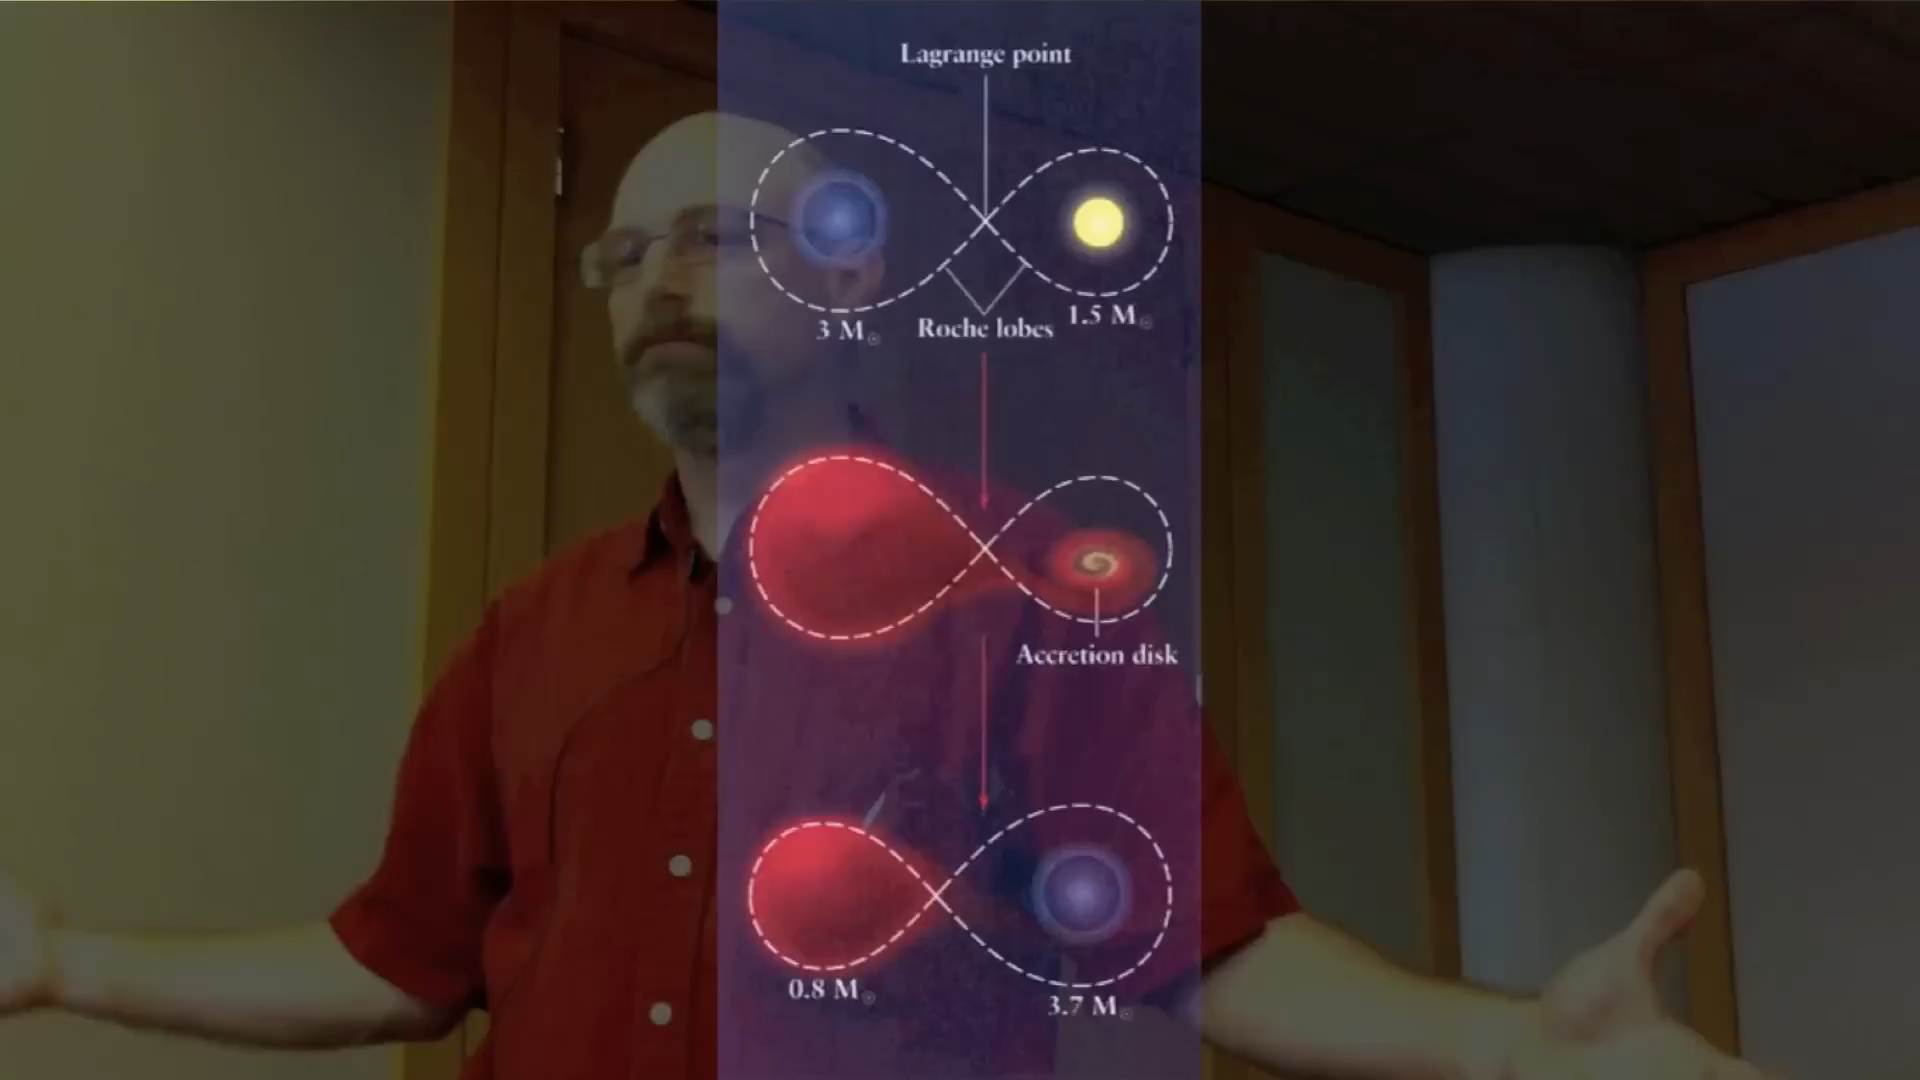 Lagrange point
3 M☉
Roche lobes
1.5 M☉
Accretion disk
0.8 M☉
3.7 M☉